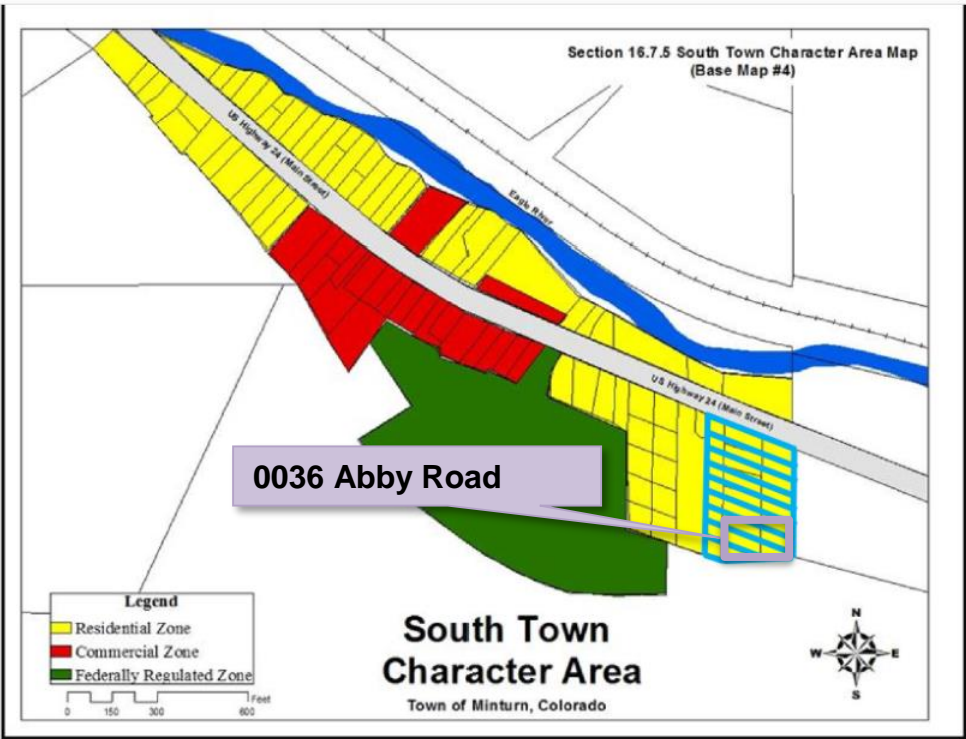 Section 16.7.5 South Town Character Area Map
(Base Map #4)
US Highway 24 (Main Street)
Eagle River
US Highway 24 (Main Street)
0036 Abby Road
Legend
Residential Zone
Commercial Zone
Federally Regulated Zone
Feet
0 150 300 600
South Town
Character Area
Town of Minturn, Colorado
N
W E
S